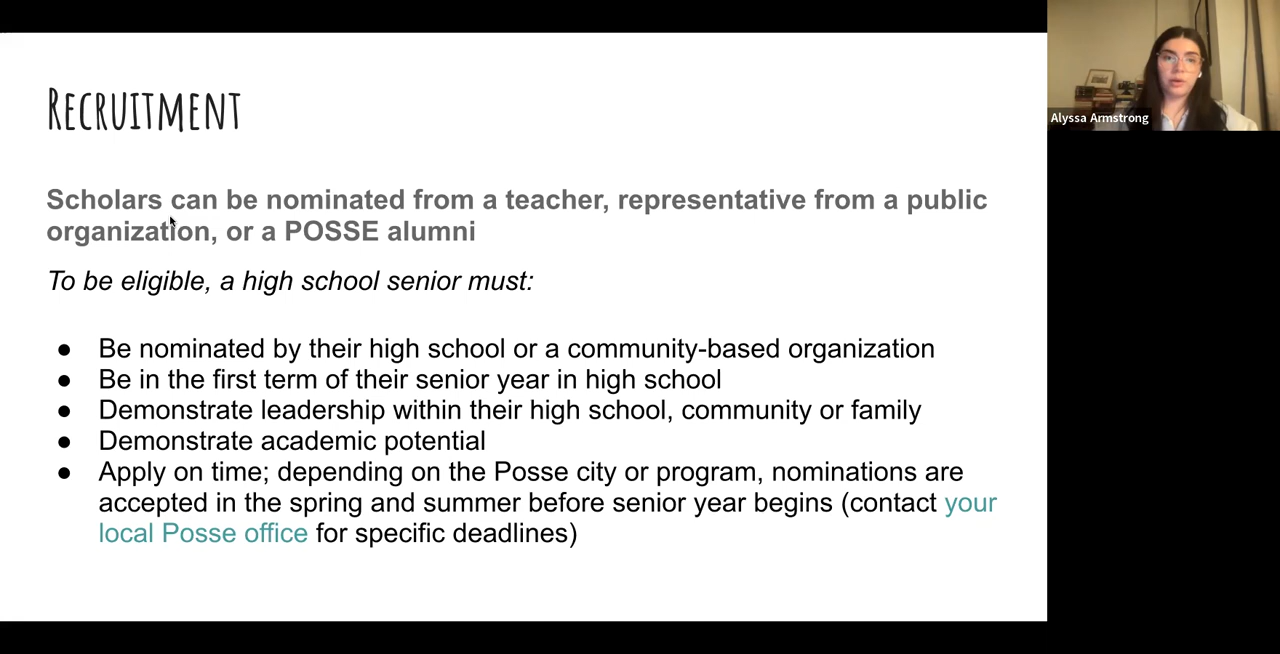 Recruitment
Scholars can be nominated from a teacher, representative from a public
organization, or a POSSE alumni
To be eligible, a high school senior must:
● Be nominated by their high school or a community-based organization
● Be in the first term of their senior year in high school
● Demonstrate leadership within their high school, community or family
● Demonstrate academic potential
● Apply on time; depending on the Posse city or program, nominations are
accepted in the spring and summer before senior year begins (contact your
local Posse office for specific deadlines)
Alyssa Armstrong